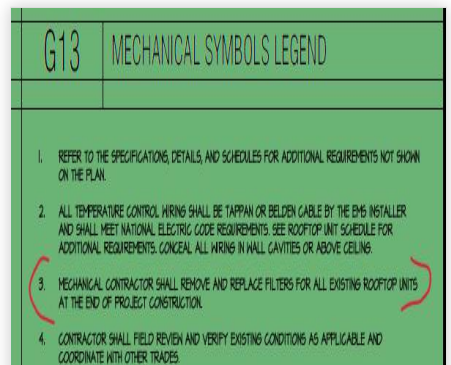 G13 MECHANICAL SYMBOLS LEGEND
1. REFER TO THE SPECIFICATIONS, DETAILS, AND SCHEDULES FOR ADDITIONAL REQUIREMENTS NOT SHOWN
ON THE PLAN.
2. ALL TEMPERATURE CONTROL WIRING SHALL BE TAPPAN OR BELDEN CABLE BY THE EMS INSTALLER
AND SHALL MEET NATIONAL ELECTRIC CODE REQUIREMENTS. SEE ROOFTOP UNIT SCHEDULE FOR
ADDITIONAL REQUIREMENTS. CONCEAL ALL WIRING IN WALL CAVITIES OR ABOVE CEILING.
3. MECHANICAL CONTRACTOR SHALL REMOVE AND REPLACE FILTERS FOR ALL EXISTING ROOFTOP UNITS
AT THE END OF PROJECT CONSTRUCTION.
4. CONTRACTOR SHALL FIELD REVIEW AND VERIFY EXISTING CONDITIONS AS APPLICABLE AND
COORDINATE WITH OTHER TRADES.